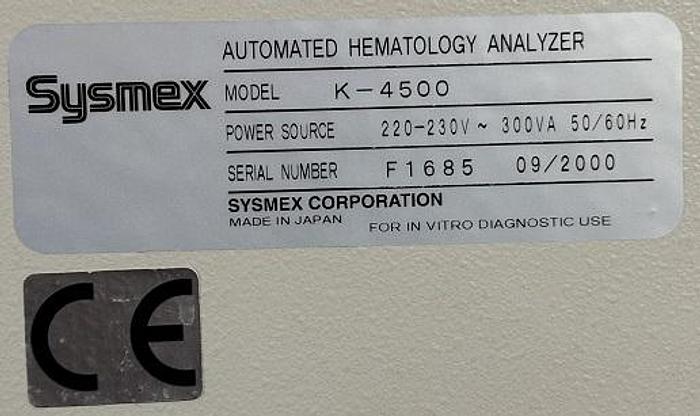 Sysmex
AUTOMATED HEMATOLOGY ANALYZER
MODEL K-4500
POWER SOURCE 220-230V ~ 300VA 50/60Hz
SERIAL NUMBER F1685 09/2000
SYSMEX CORPORATION
MADE IN JAPAN FOR IN VITRO DIAGNOSTIC USE
CE